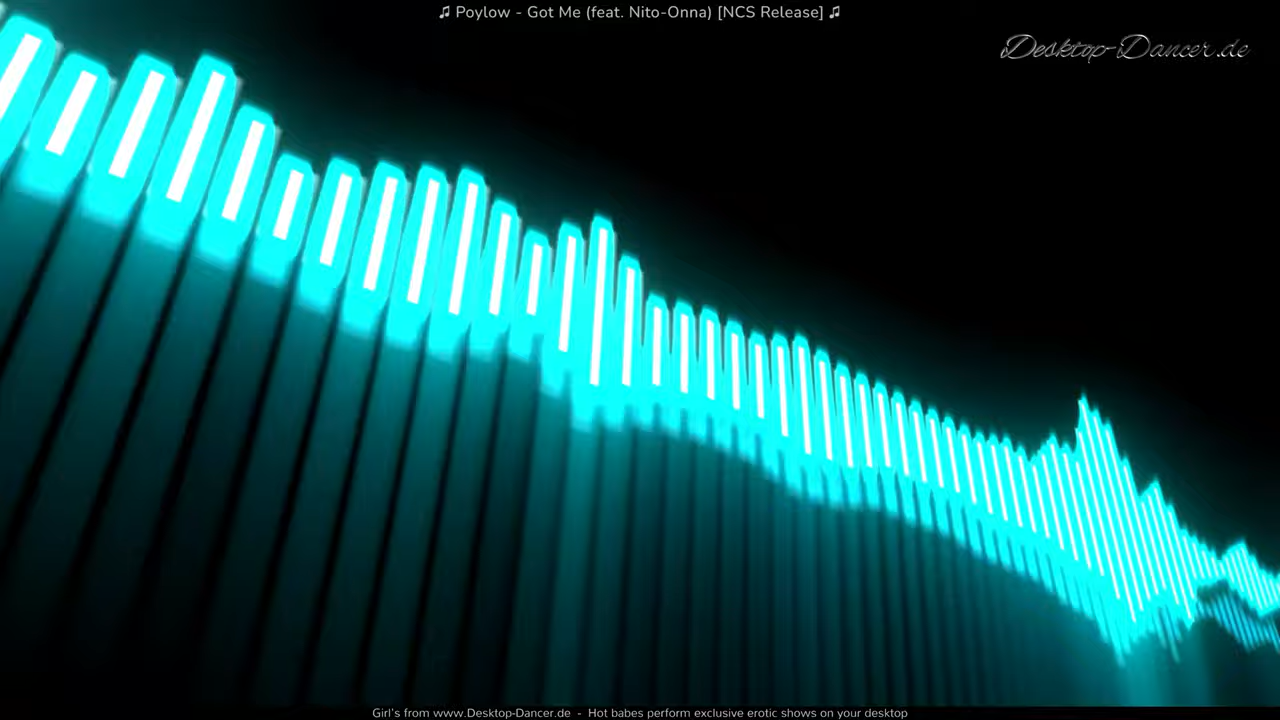 ♫ Poylow - Got Me (feat. Nito-Onna) [NCS Release] ♫
Desktop-Dancer.de
Girl's from www.Desktop-Dancer.de - Hot babes perform exclusive erotic shows on your desktop